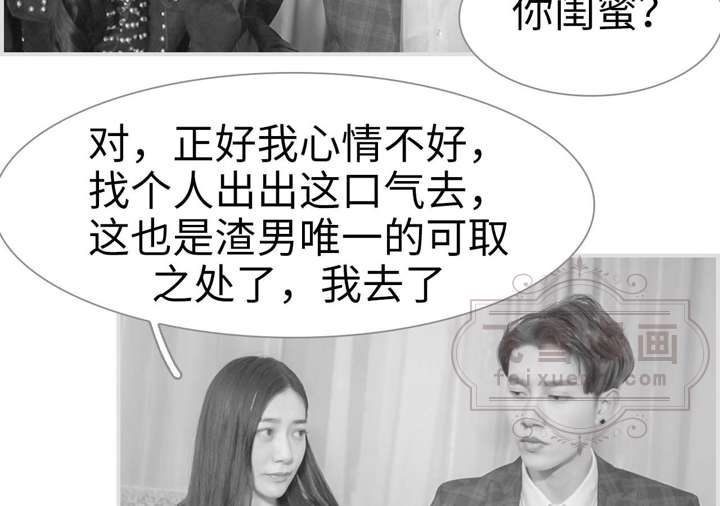 你闺蜜？
对，正好我心情不好，
找个人出出这口气去，
这也是渣男唯一的可取
之处了，我去了
飞雪漫画
feixuemh.com